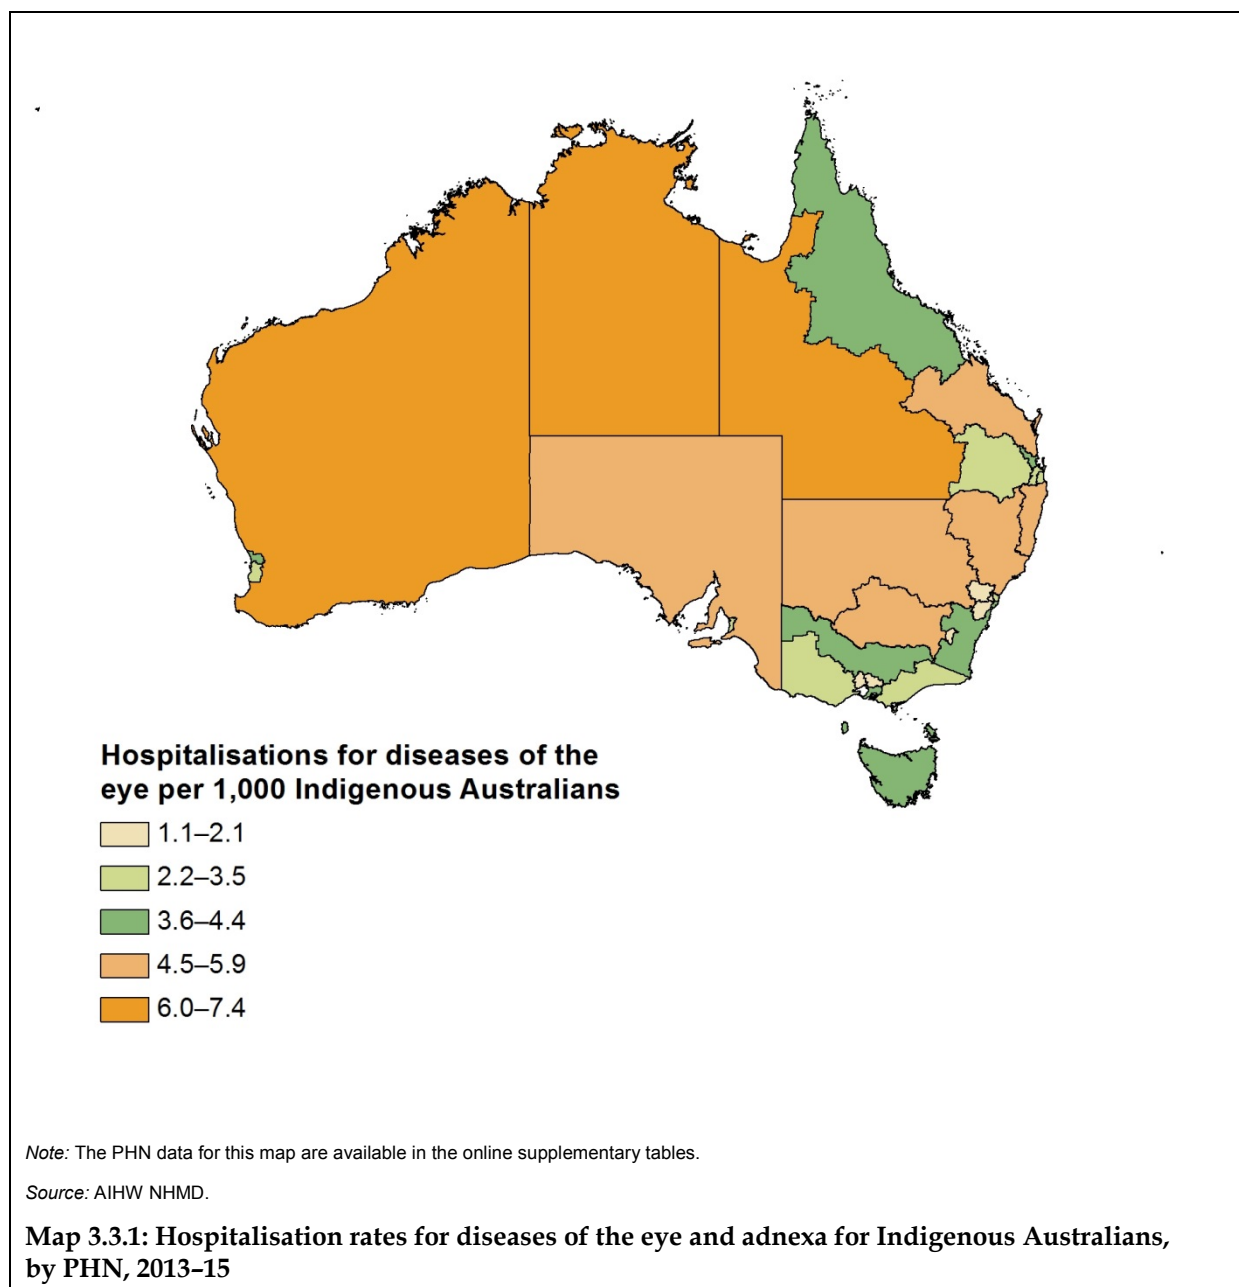 Hospitalisations for diseases of the
eye per 1,000 Indigenous Australians
1.1–2.1
2.2–3.5
3.6–4.4
4.5–5.9
6.0–7.4
Note: The PHN data for this map are available in the online supplementary tables.
Source: AIHW NHMD.
Map 3.3.1: Hospitalisation rates for diseases of the eye and adnexa for Indigenous Australians,
by PHN, 2013–15